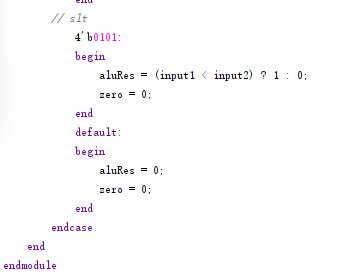 end
// slt
4'b0101:
begin
aluRes = (input1 < input2) ? 1 : 0;
zero = 0;
end
default:
begin
aluRes = 0;
zero = 0;
end
endcase
end
endmodule